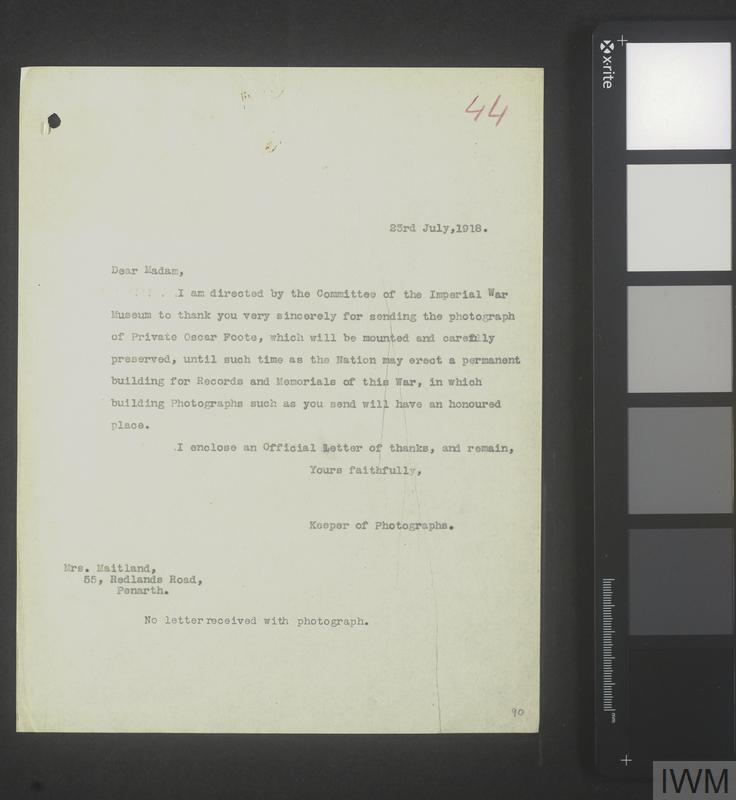 44
23rd July,1918.
Dear Madam,
I am directed by the Committee of the Imperial War
Museum to thank you very sincerely for sending the photograph
of Private Oscar Foote, which will be mounted and carefully
preserved, until such time as the Nation may erect a permanent
building for Records and Memorials of this War, in which
building Photographs such as you send will have an honoured
place.
I enclose an Official Letter of thanks, and remain,
Yours faithfully,
Keeper of Photographs.
Mrs. Maitland,
55, Redlands Road,
Penarth.
No letter received with photograph.
90
x-rite
mm
IWM